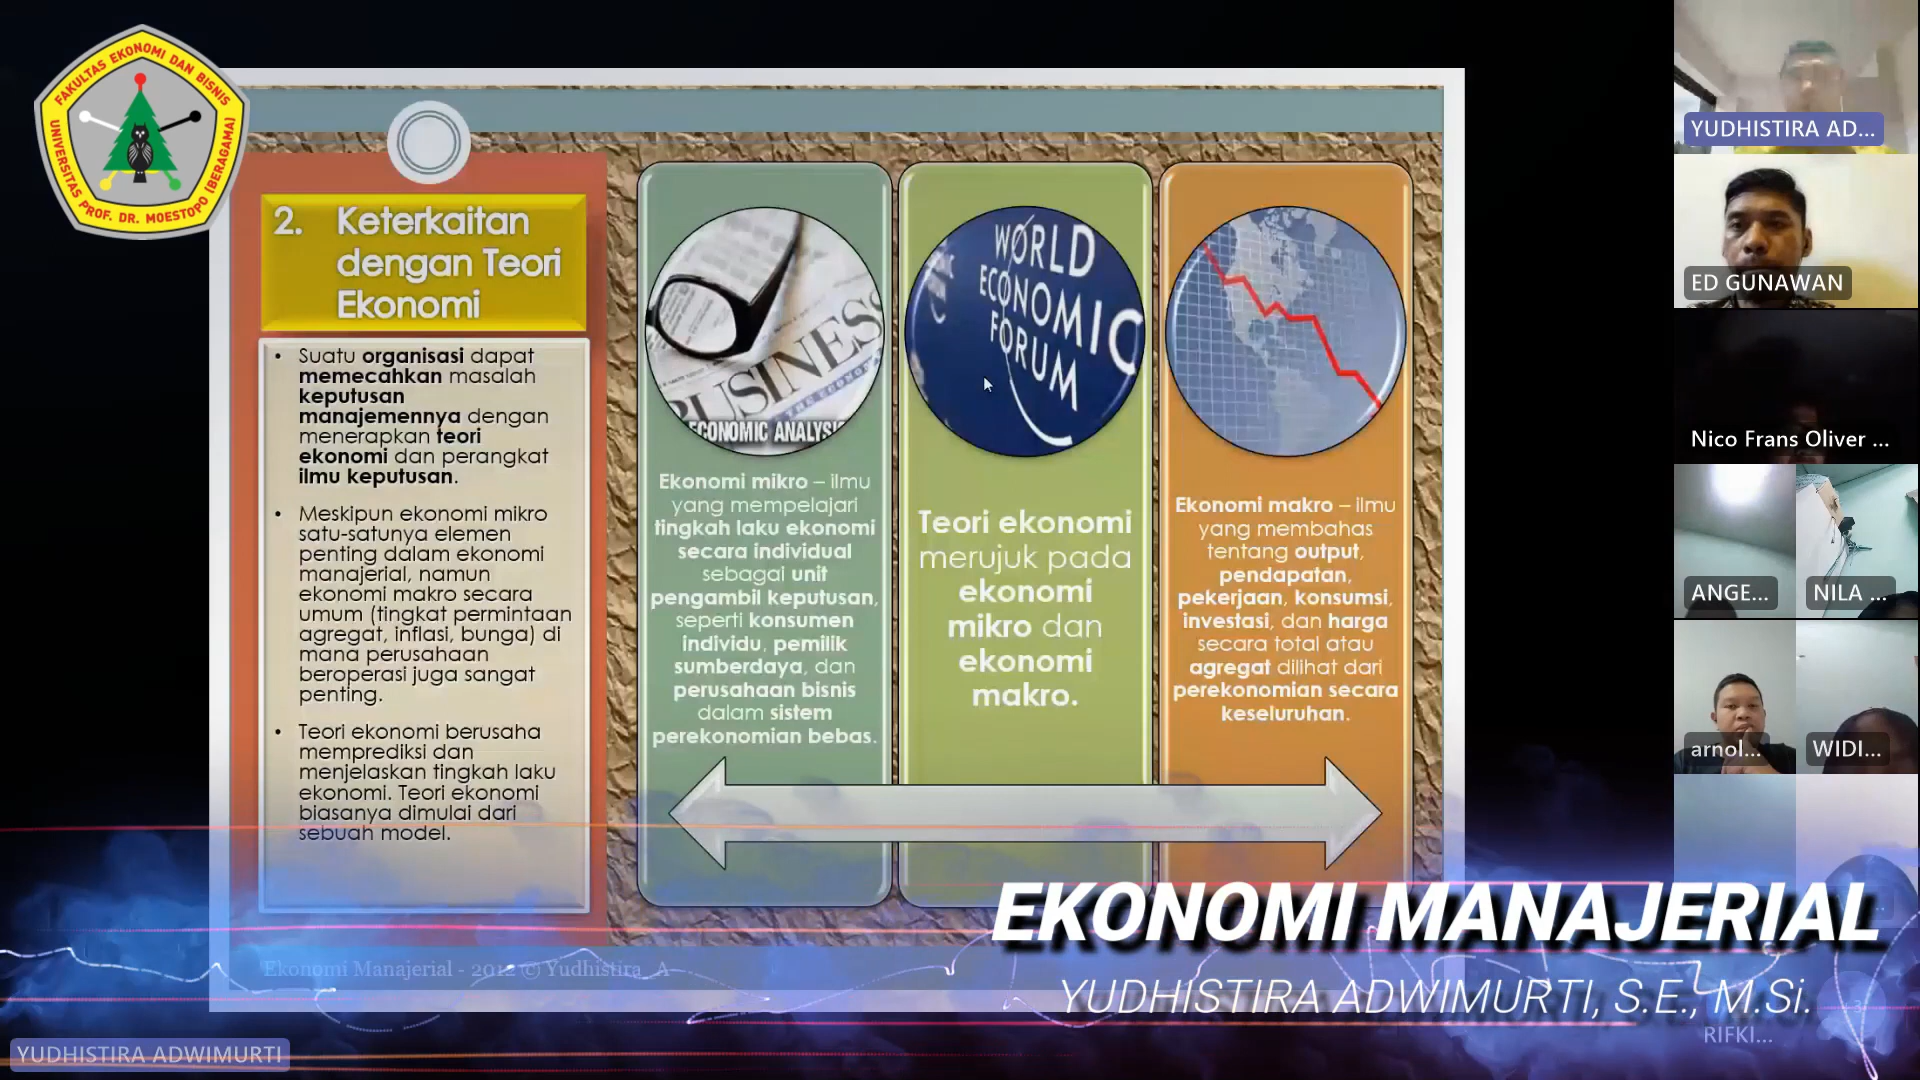 FAKULTAS EKONOMI DAN BISNIS
UNIVERSITAS PROF. DR. MOESTOPO (BERAGAMA)
2. Keterkaitan
dengan Teori
Ekonomi
• Suatu organisasi dapat
memecahkan masalah
keputusan
manajemennya dengan
menerapkan teori
ekonomi dan perangkat
ilmu keputusan.
• Meskipun ekonomi mikro
satu-satunya elemen
penting dalam ekonomi
manajerial, namun
ekonomi makro secara
umum (tingkat permintaan
agregat, inflasi, bunga) di
mana perusahaan
beroperasi juga sangat
penting.
• Teori ekonomi berusaha
memprediksi dan
menjelaskan tingkah laku
ekonomi. Teori ekonomi
biasanya dimulai dari
sebuah model.
BUSINESS
ECONOMIC ANALYSIS
Ekonomi mikro – ilmu
yang mempelajari
tingkah laku ekonomi
secara individual
sebagai unit
pengambil keputusan,
seperti konsumen
individu, pemilik
sumberdaya, dan
perusahaan bisnis
dalam sistem
perekonomian bebas.
WORLD
ECONOMIC
FORUM
Teori ekonomi
merujuk pada
ekonomi
mikro dan
ekonomi
makro.
Ekonomi makro – ilmu
yang membahas
tentang output,
pendapatan,
pekerjaan, konsumsi,
investasi, dan harga
secara total atau
agregat dilihat dari
perekonomian secara
keseluruhan.
Ekonomi Manajerial - 2012 © Yudhistira_A
EKONOMI MANAJERIAL
YUDHISTIRA ADWIMURTI, S.E., M.Si.
YUDHISTIRA ADWIMURTI
YUDHISTIRA AD...
ED GUNAWAN
Nico Frans Oliver ...
ANGE...
NILA ...
arnol...
WIDI...
RIFKI...